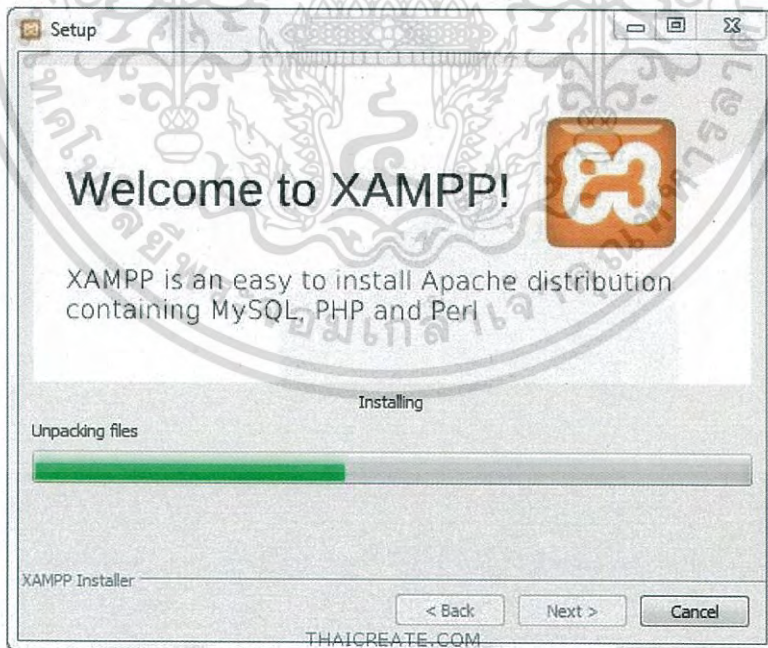 Setup
Welcome to XAMPP!
XAMPP is an easy to install Apache distribution
containing MySQL, PHP and Perl
Installing
Unpacking files
XAMPP Installer
< Back
Next >
Cancel
THAICREATE.COM